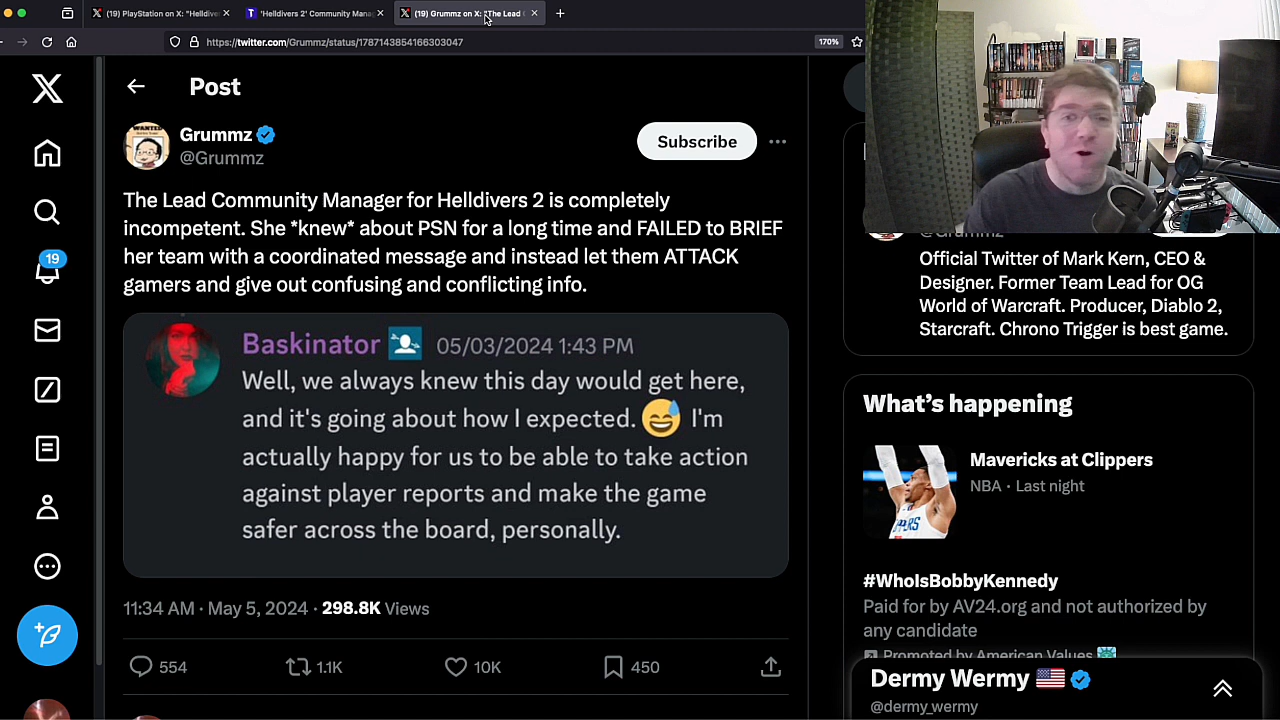 (19) PlayStation on X: "Helldive
'Helldivers 2' Community Mana
(19) Grummz on X: "The Lead
https://twitter.com/Grummz/status/1787143854166303047
170%
Post
Grummz
@Grummz
Subscribe
The Lead Community Manager for Helldivers 2 is completely
incompetent. She *knew* about PSN for a long time and FAILED to BRIEF
her team with a coordinated message and instead let them ATTACK
gamers and give out confusing and conflicting info.
Baskinator 05/03/2024 1:43 PM
Well, we always knew this day would get here,
and it's going about how I expected. 😅 I'm
actually happy for us to be able to take action
against player reports and make the game
safer across the board, personally.
11:34 AM · May 5, 2024 · 298.8K Views
554
1.1K
10K
450
19
@Grummz
Official Twitter of Mark Kern, CEO &
Designer. Former Team Lead for OG
World of Warcraft. Producer, Diablo 2,
Starcraft. Chrono Trigger is best game.
What's happening
Mavericks at Clippers
NBA · Last night
#WhoIsBobbyKennedy
Paid for by AV24.org and not authorized by
any candidate
Promoted by American Values
Dermy Wermy 🇺🇸
@dermy_wermy